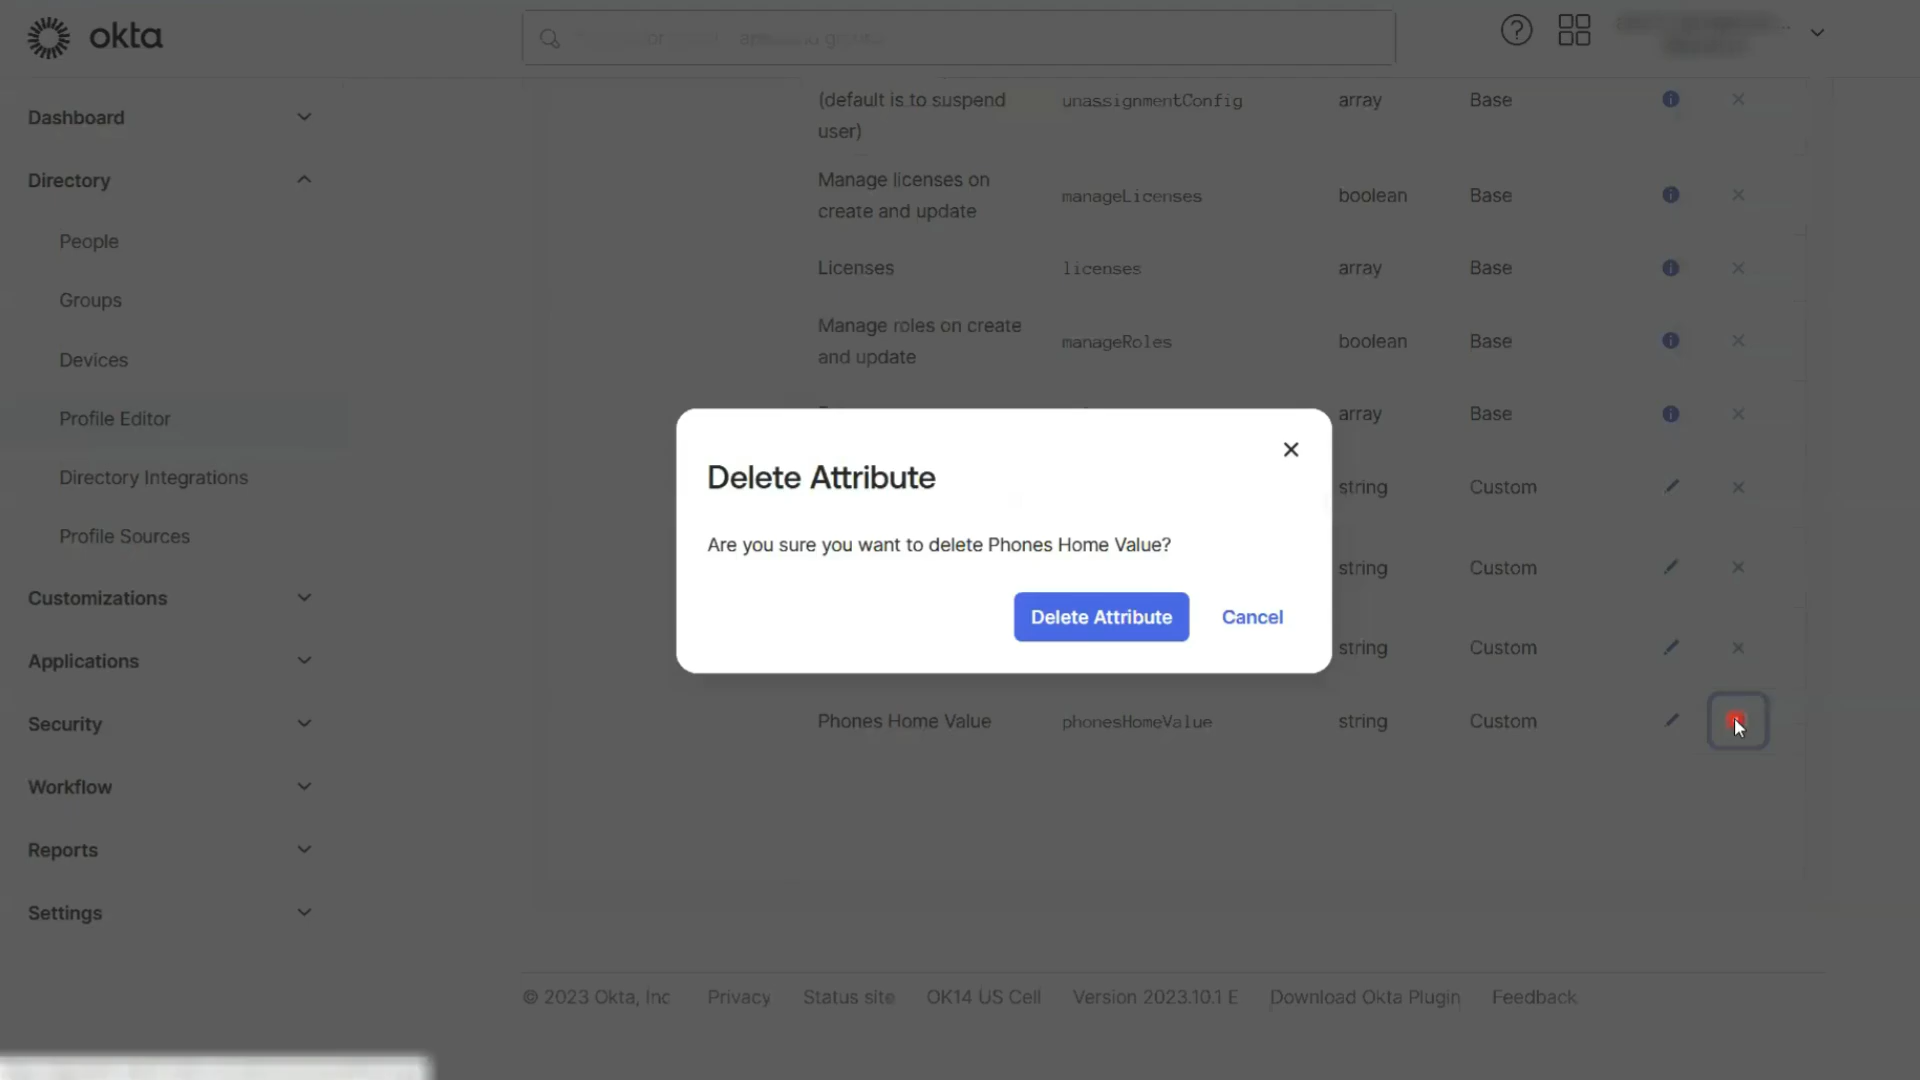 okta
Dashboard
Directory
People
Groups
Devices
Profile Editor
Directory Integrations
Profile Sources
Customizations
Applications
Security
Workflow
Reports
Settings
(default is to suspend unassignmentConfig array Base
user)
Manage licenses on
create and update manageLicenses boolean Base
Licenses licenses array Base
Manage roles on create
and update manageRoles boolean Base
array Base
string Custom
string Custom
string Custom
Phones Home Value phonesHomeValue string Custom
Delete Attribute
Are you sure you want to delete Phones Home Value?
Delete Attribute Cancel
© 2023 Okta, Inc Privacy Status site OK14 US Cell Version 2023.10.1 E Download Okta Plugin Feedback